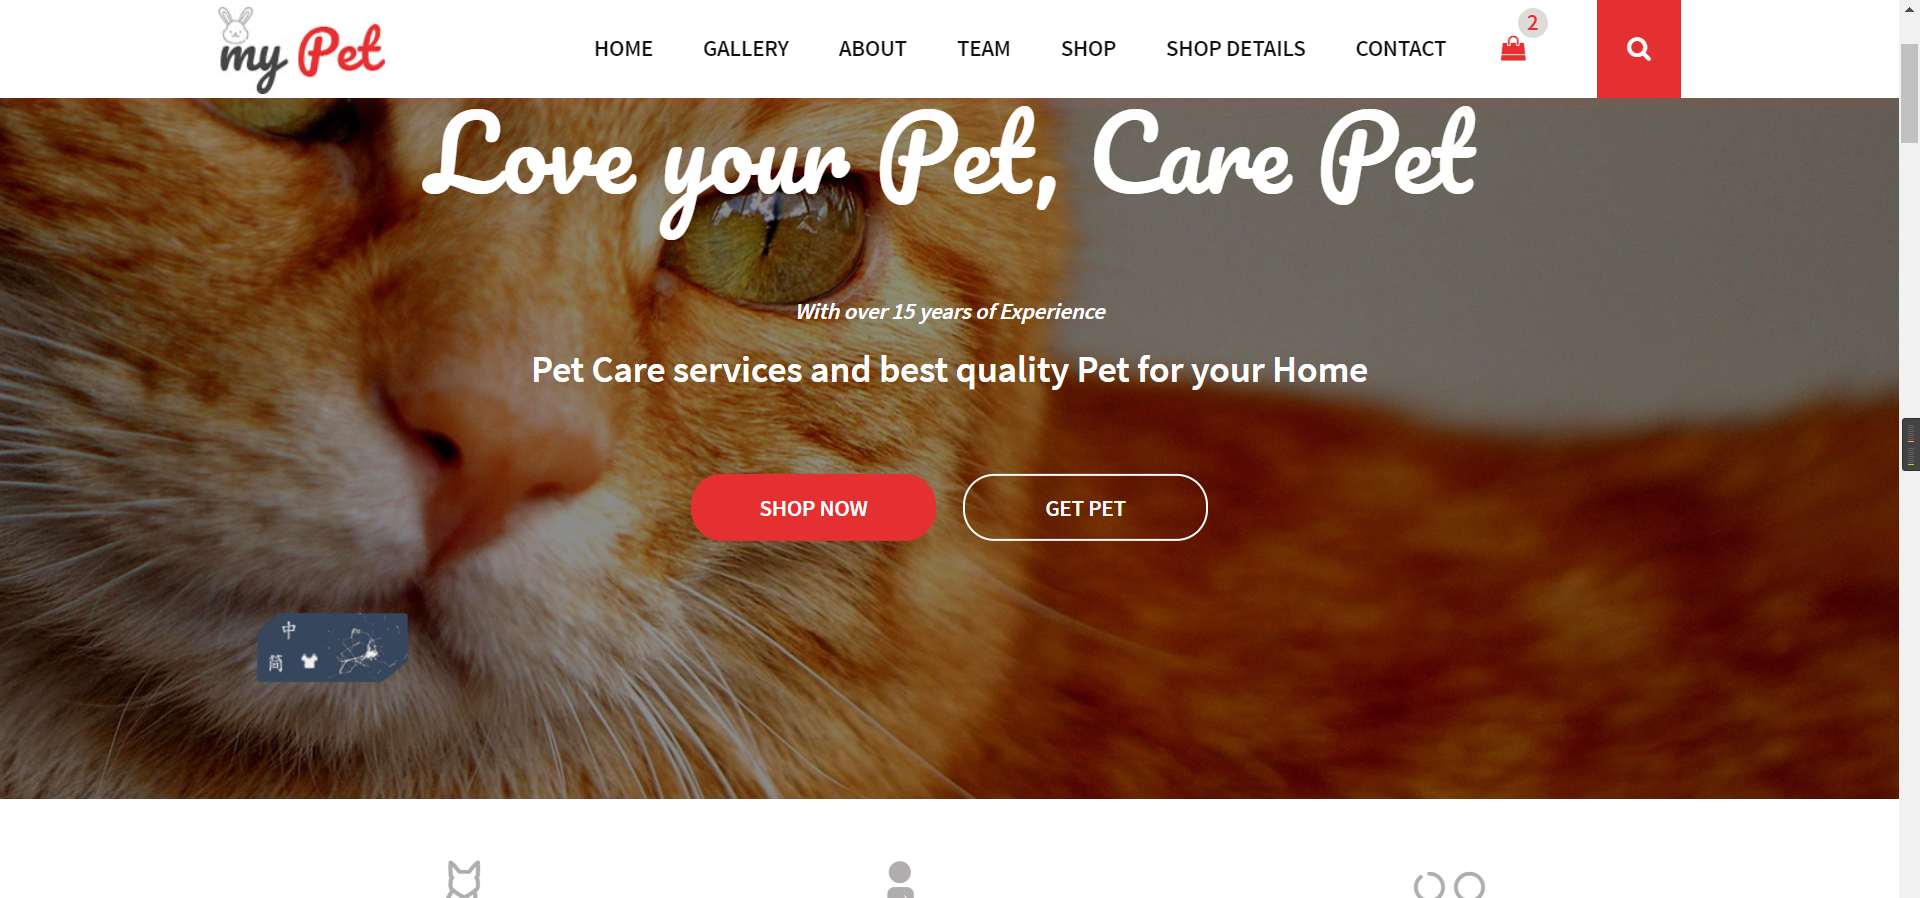 my Pet
HOME GALLERY ABOUT TEAM SHOP SHOP DETAILS CONTACT 2
Love your Pet, Care Pet
With over 15 years of Experience
Pet Care services and best quality Pet for your Home
SHOP NOW GET PET
中
简